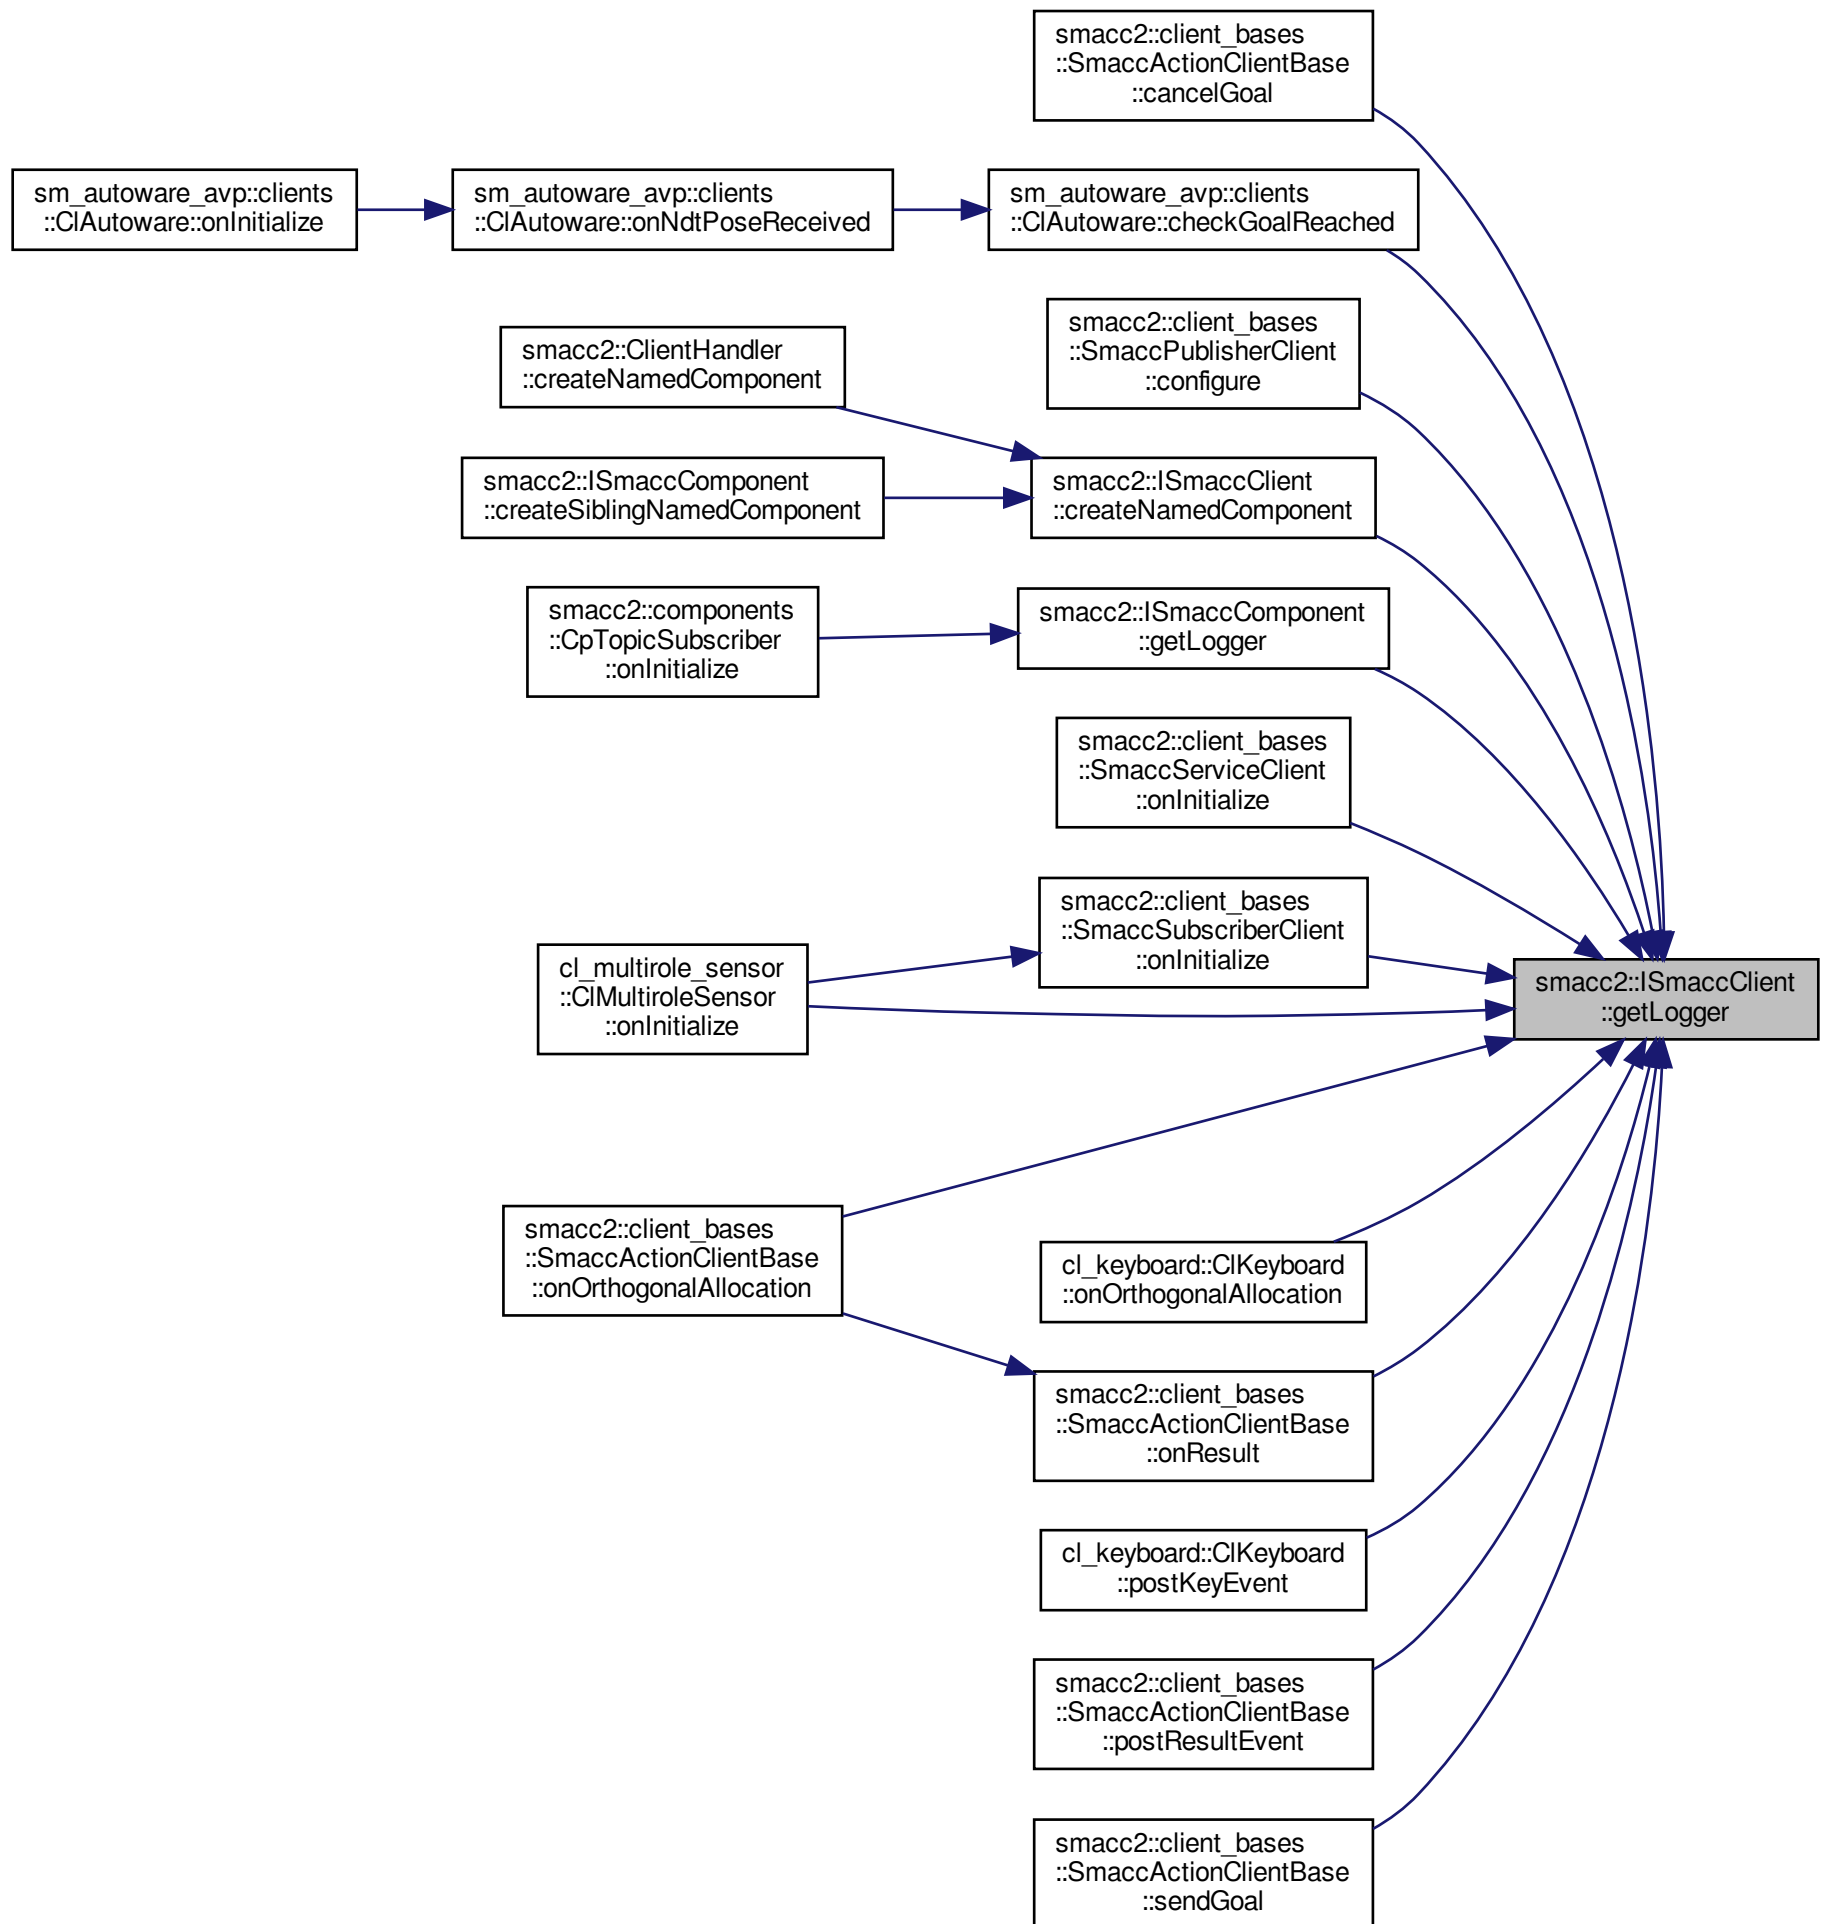 smacc2::client_bases
::SmaccActionClientBase
::cancelGoal
sm_autoware_avp::clients
::ClAutoware::onInitialize
sm_autoware_avp::clients
::ClAutoware::onNdtPoseReceived
sm_autoware_avp::clients
::ClAutoware::checkGoalReached
smacc2::client_bases
::SmaccPublisherClient
::configure
smacc2::ClientHandler
::createNamedComponent
smacc2::ISmaccComponent
::createSiblingNamedComponent
smacc2::ISmaccClient
::createNamedComponent
smacc2::components
::CpTopicSubscriber
::onInitialize
smacc2::ISmaccComponent
::getLogger
smacc2::client_bases
::SmaccServiceClient
::onInitialize
smacc2::client_bases
::SmaccSubscriberClient
::onInitialize
cl_multirole_sensor
::ClMultiroleSensor
::onInitialize
smacc2::ISmaccClient
::getLogger
smacc2::client_bases
::SmaccActionClientBase
::onOrthogonalAllocation
cl_keyboard::ClKeyboard
::onOrthogonalAllocation
smacc2::client_bases
::SmaccActionClientBase
::onResult
cl_keyboard::ClKeyboard
::postKeyEvent
smacc2::client_bases
::SmaccActionClientBase
::postResultEvent
smacc2::client_bases
::SmaccActionClientBase
::sendGoal